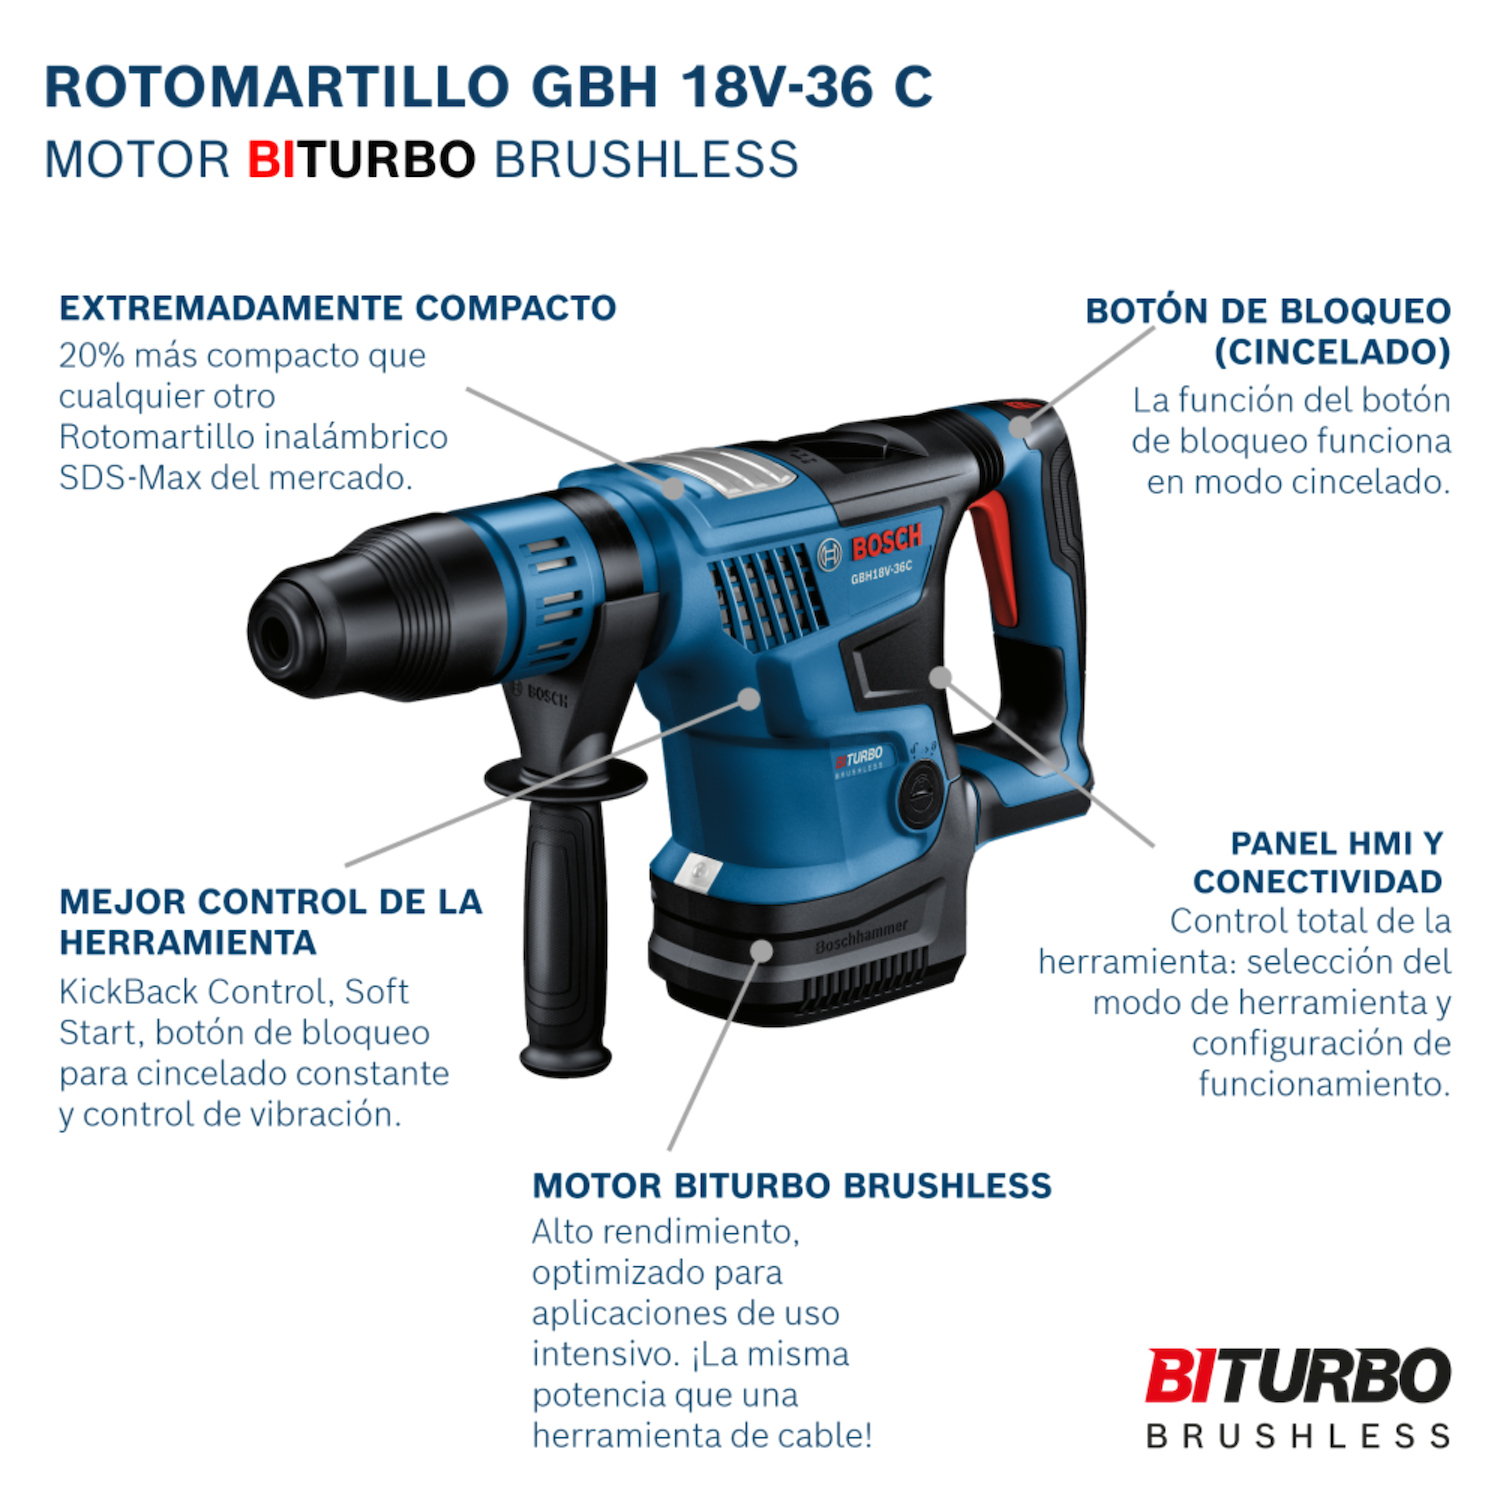 ROTOMARTILLO GBH 18V-36 C
MOTOR BITURBO BRUSHLESS
EXTREMADAMENTE COMPACTO
20% más compacto que
cualquier otro
Rotomartillo inalámbrico
SDS-Max del mercado.
BOTÓN DE BLOQUEO
(CINCELADO)
La función del botón
de bloqueo funciona
en modo cincelado.
BOSCH
GBH18V-36C
BOSCH
BITURBO
BRUSHLESS
Boschhammer
MEJOR CONTROL DE LA
HERRAMIENTA
KickBack Control, Soft
Start, botón de bloqueo
para cincelado constante
y control de vibración.
PANEL HMI Y
CONECTIVIDAD
Control total de la
herramienta: selección del
modo de herramienta y
configuración de
funcionamiento.
MOTOR BITURBO BRUSHLESS
Alto rendimiento,
optimizado para
aplicaciones de uso
intensivo. ¡La misma
potencia que una
herramienta de cable!
BITURBO
BRUSHLESS